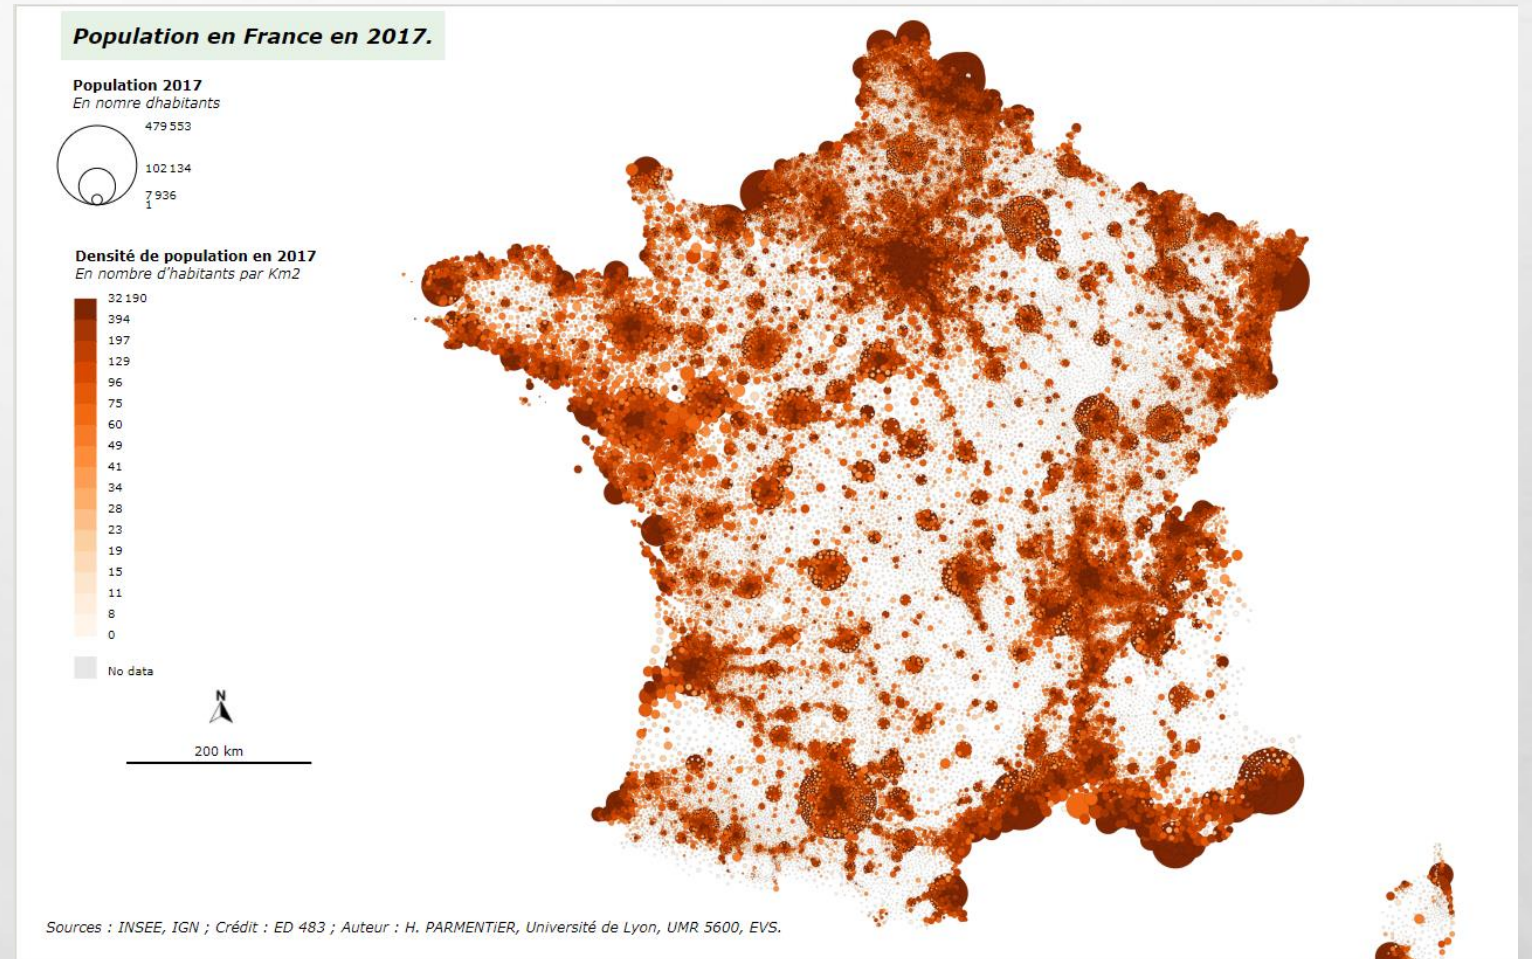 Population en France en 2017.
Population 2017
En nomre dhabitants
479 553
102 134
7 936
1
Densité de population en 2017
En nombre d'habitants par Km2
32 190
394
197
129
96
75
60
49
41
34
28
23
19
15
11
8
0
No data
N
200 km
Sources : INSEE, IGN ; Crédit : ED 483 ; Auteur : H. PARMENTiER, Université de Lyon, UMR 5600, EVS.